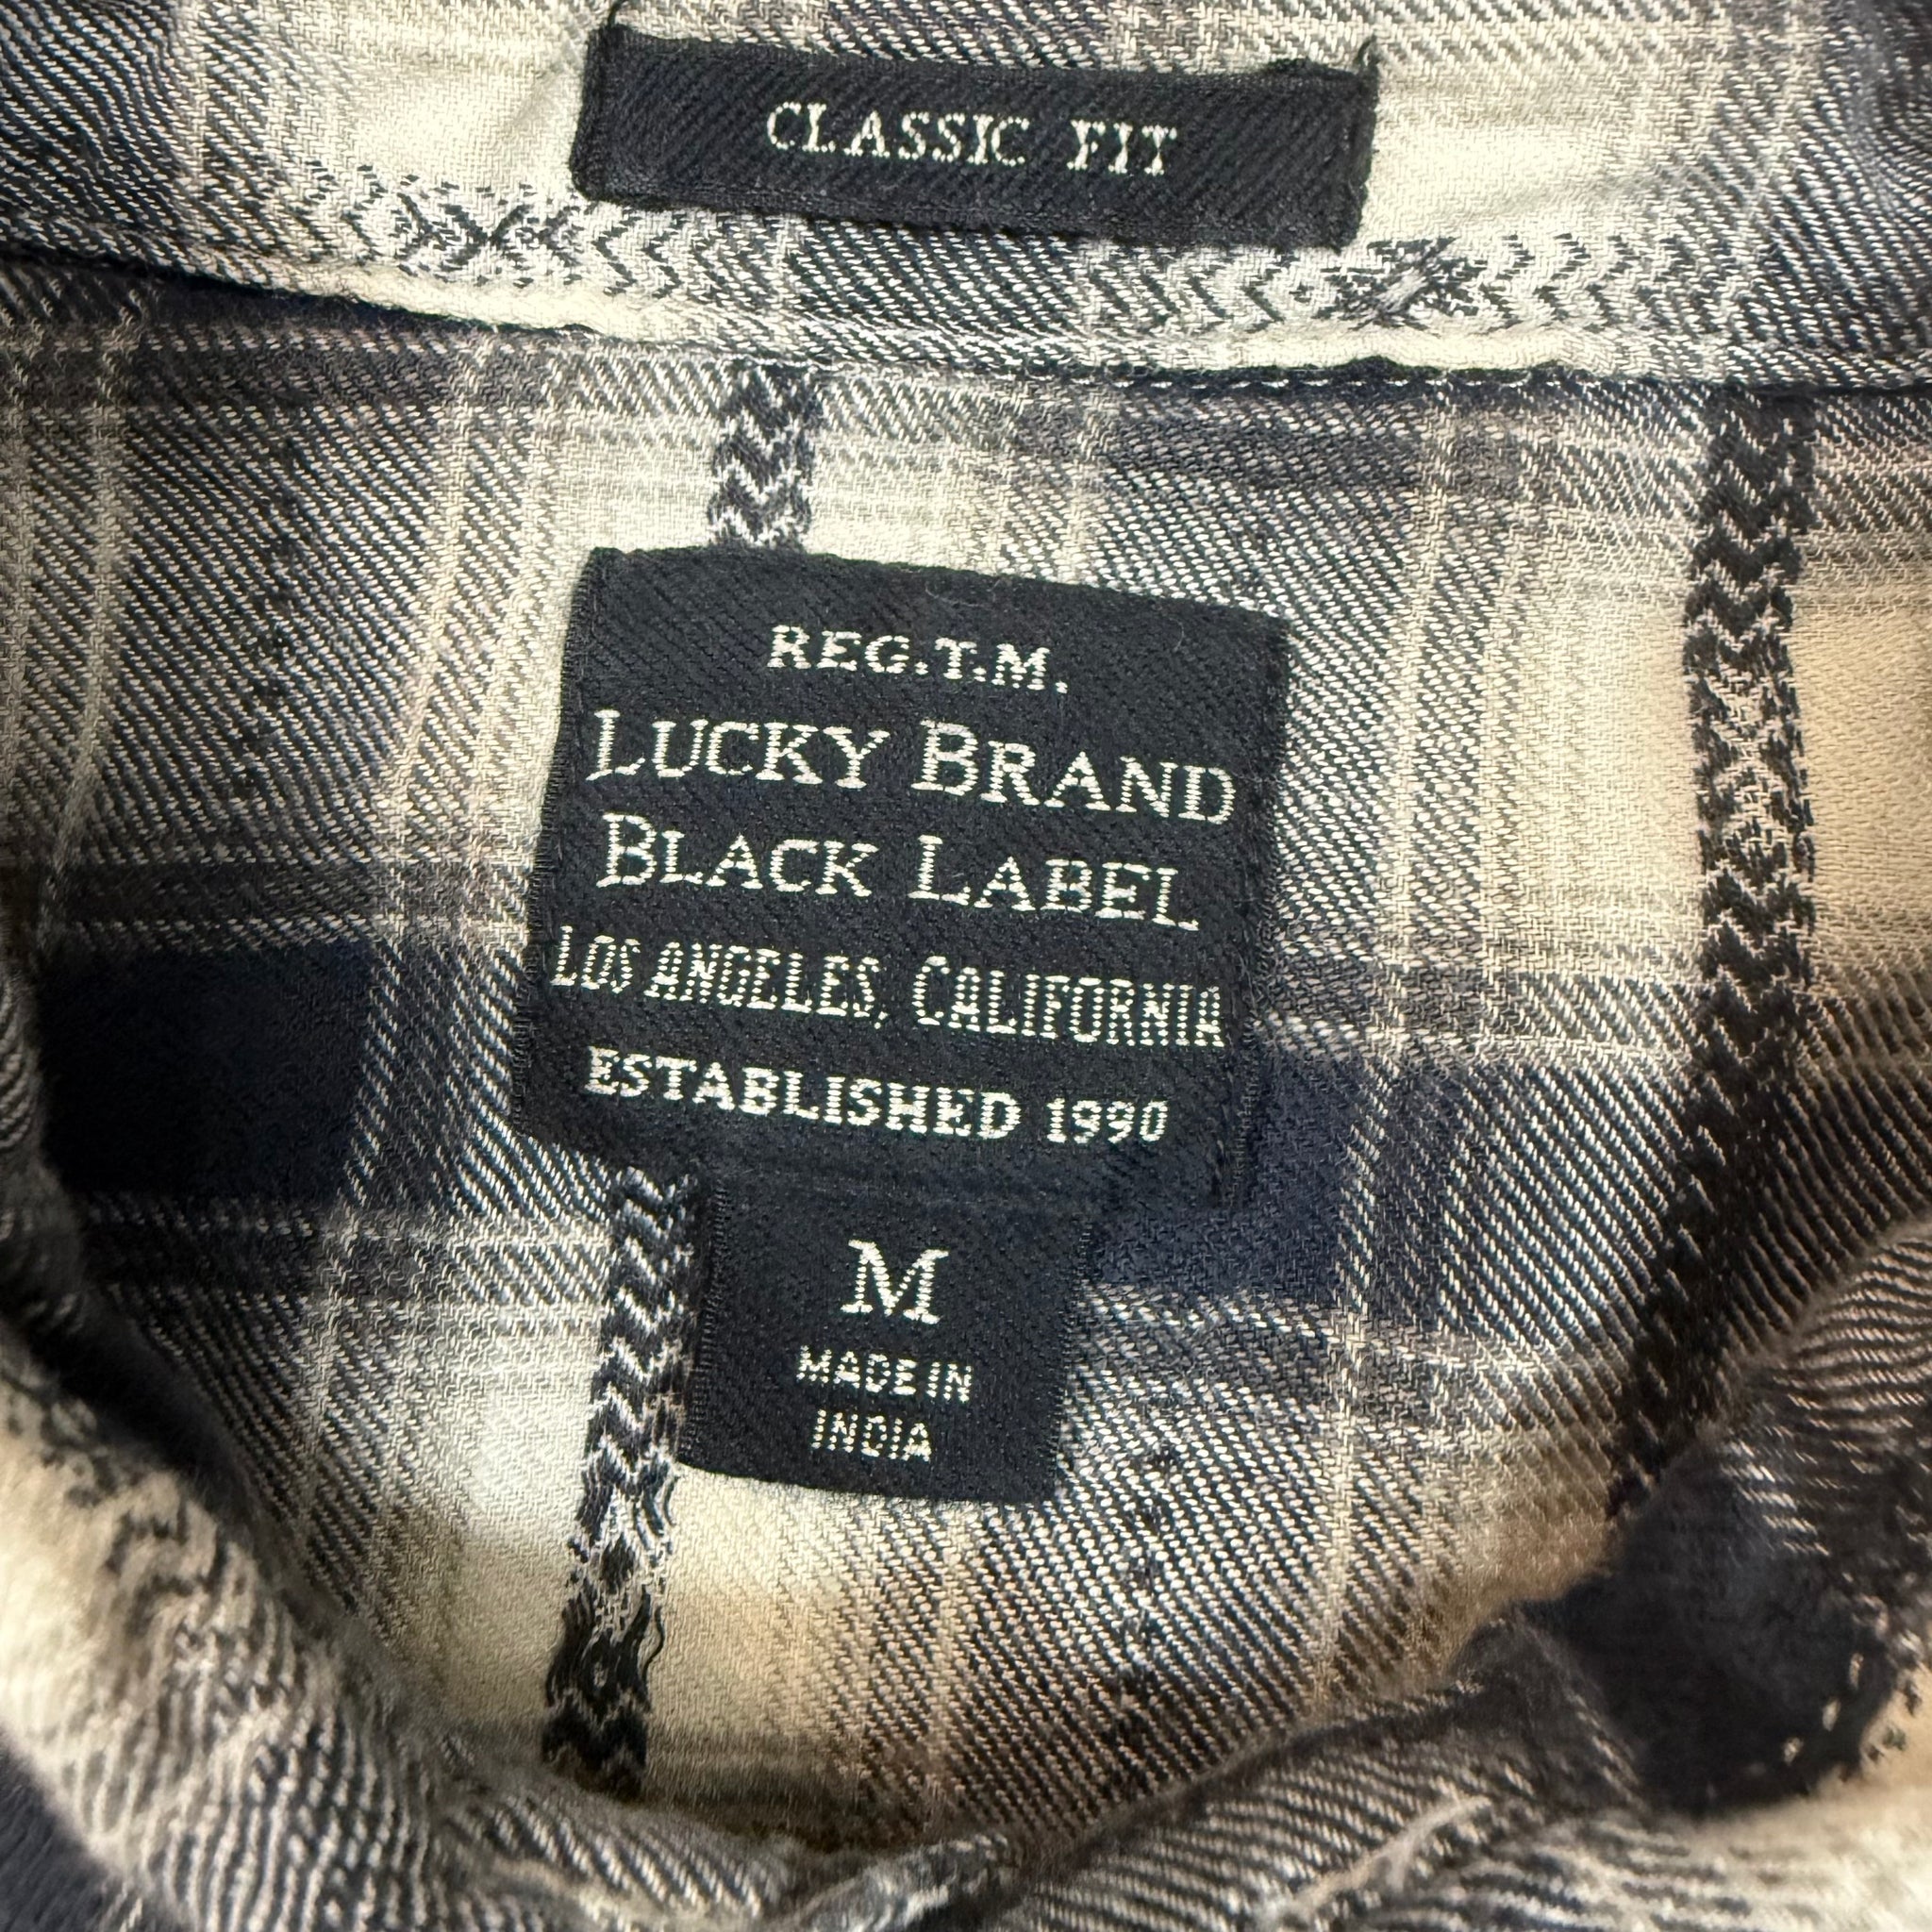 CLASSIC FIT
REG.T.M.
LUCKY BRAND
BLACK LABEL
LOS ANGELES, CALIFORNIA
ESTABLISHED 1990
M
MADE IN
INDIA